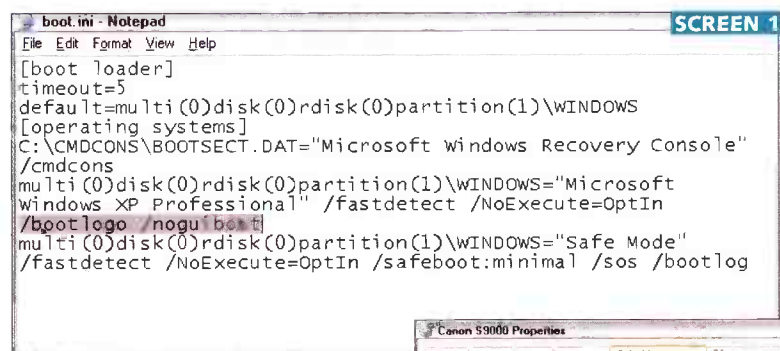 boot.ini - Notepad
SCREEN 1
File Edit Format View Help
[boot loader]
timeout=5
default=multi(0)disk(0)rdisk(0)partition(1)\WINDOWS
[operating systems]
C:\CMDCONS\BOOTSECT.DAT="Microsoft Windows Recovery Console"
/cmdcons
multi(0)disk(0)rdisk(0)partition(1)\WINDOWS="Microsoft
Windows XP Professional" /fastdetect /NoExecute=OptIn
/bootlogo /noguiboot
multi(0)disk(0)rdisk(0)partition(1)\WINDOWS="Safe Mode"
/fastdetect /NoExecute=OptIn /safeboot:minimal /sos /bootlog
Canon S9000 Properties